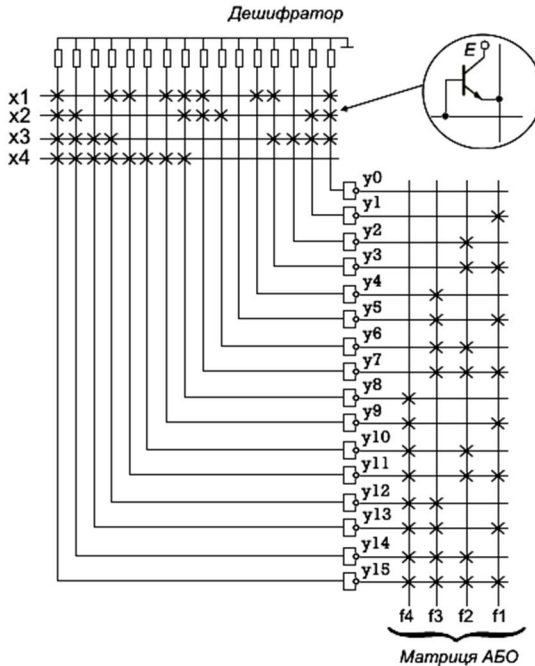 Дешифратор
E
x1
x2
x3
x4
y0
y1
y2
y3
y4
y5
y6
y7
y8
y9
y10
y11
y12
y13
y14
y15
f4 f3 f2 f1
Матриця АБО